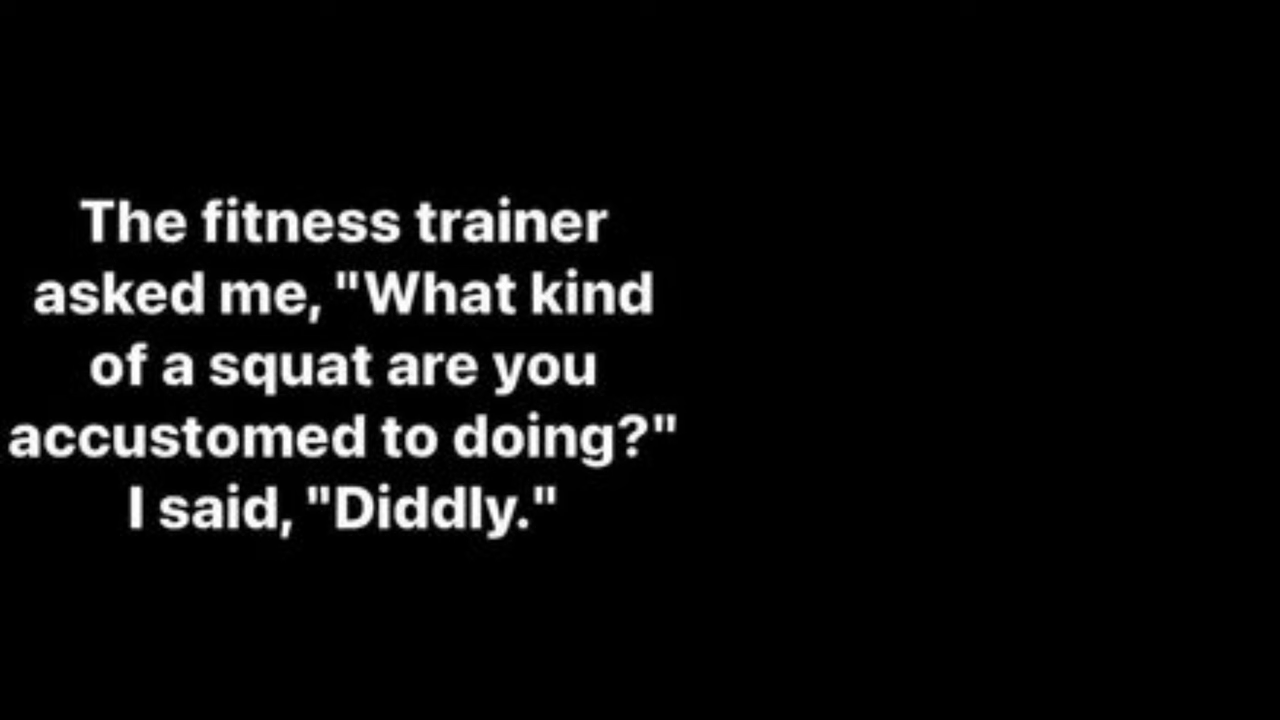 The fitness trainer
asked me, "What kind
of a squat are you
accustomed to doing?"
I said, "Diddly."